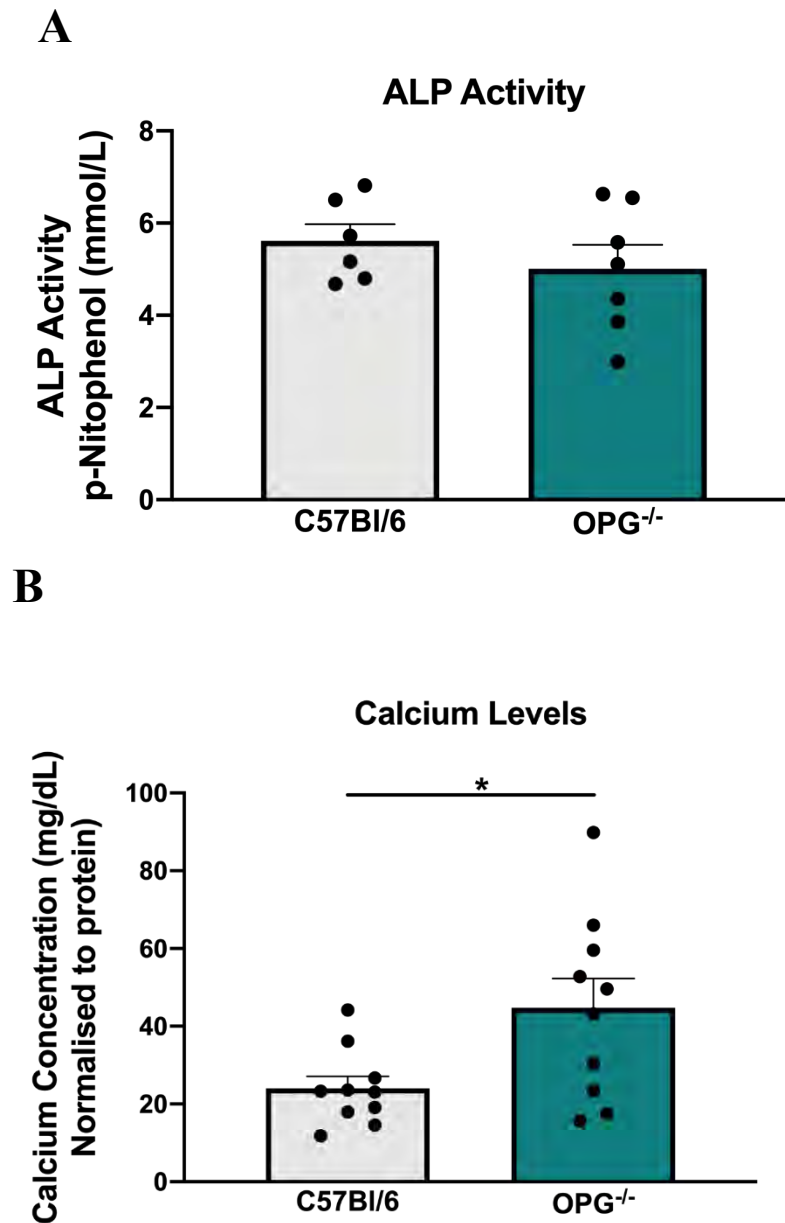 A
ALP Activity
ALP Activity
p-Nitophenol (mmol/L)
8
6
4
2
0
C57Bl/6
OPG-/-
B
Calcium Levels
Calcium Concentration (mg/dL)
Normalised to protein)
100
80
60
40
20
0
*
C57Bl/6
OPG-/-